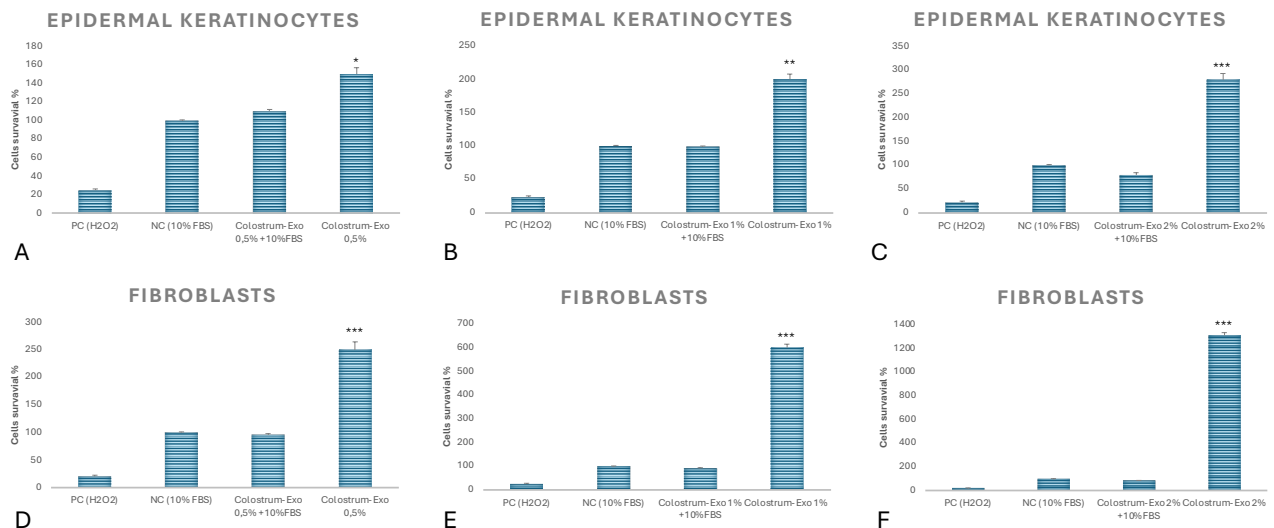 EPIDERMAL KERATINOCYTES
Cells survavial %
180
160
140
120
100
80
60
40
20
0
*
PC (H2O2)
NC (10% FBS)
Colostrum-Exo
0,5% +10%FBS
Colostrum-Exo
0,5%
A
EPIDERMAL KERATINOCYTES
Cells survavial %
250
200
150
100
50
0
**
PC (H2O2)
NC (10% FBS)
Colostrum-Exo 1%
+10%FBS
Colostrum-Exo 1%
B
EPIDERMAL KERATINOCYTES
Cells survavial %
350
300
250
200
150
100
50
0
***
PC (H2O2)
NC (10% FBS)
Colostrum-Exo 2%
+10%FBS
Colostrum-Exo 2%
C
FIBROBLASTS
Cells survavial %
300
250
200
150
100
50
0
***
PC (H2O2)
NC (10% FBS)
Colostrum-Exo
0,5% +10%FBS
Colostrum-Exo
0,5%
D
FIBROBLASTS
Cells survavial %
700
600
500
400
300
200
100
0
***
PC (H2O2)
NC (10% FBS)
Colostrum-Exo 1%
+10%FBS
Colostrum-Exo 1%
E
FIBROBLASTS
Cells survavial %
1400
1200
1000
800
600
400
200
0
***
PC (H2O2)
NC (10% FBS)
Colostrum-Exo 2%
+10%FBS
Colostrum-Exo 2%
F